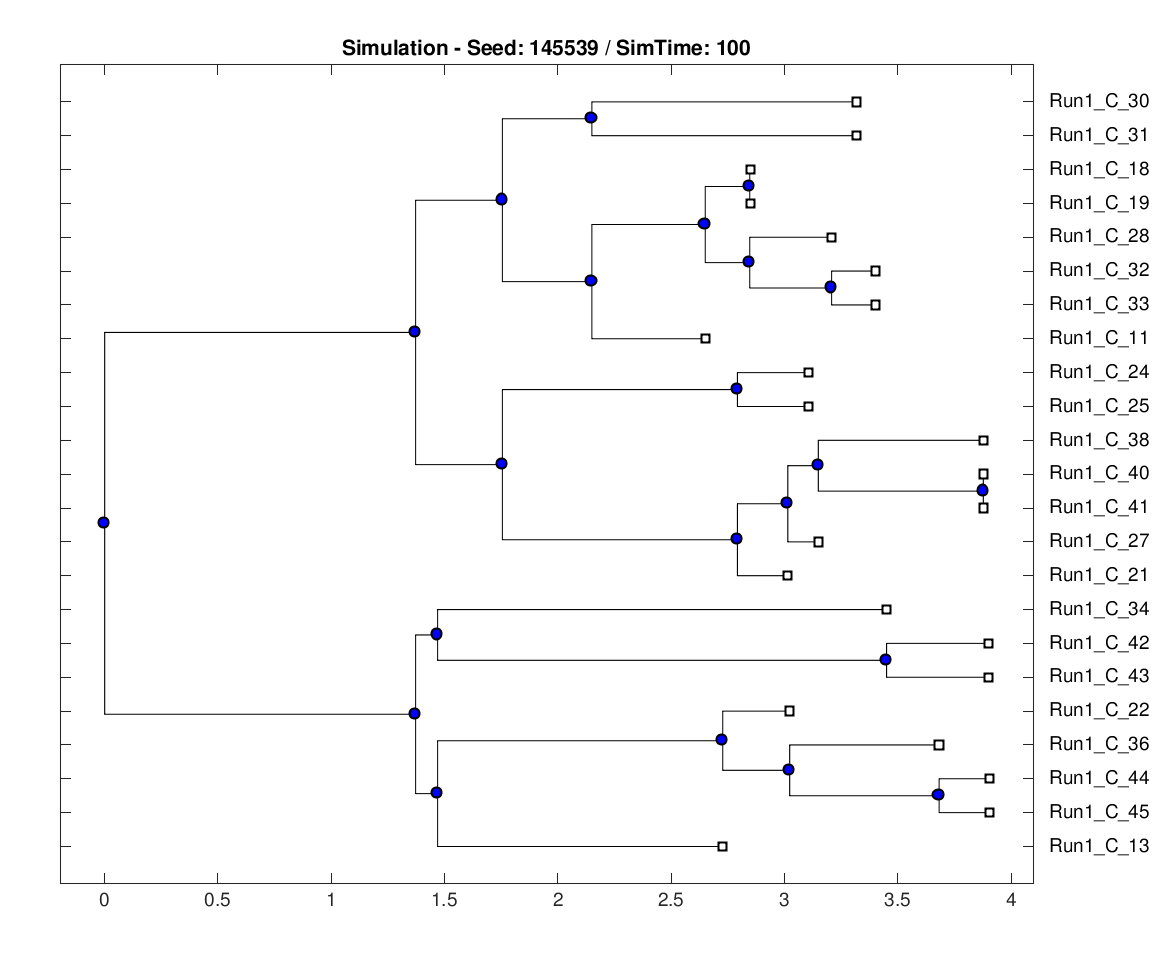 Simulation - Seed: 145539 / SimTime: 100
Run1_C_30
Run1_C_31
Run1_C_18
Run1_C_19
Run1_C_28
Run1_C_32
Run1_C_33
Run1_C_11
Run1_C_24
Run1_C_25
Run1_C_38
Run1_C_40
Run1_C_41
Run1_C_27
Run1_C_21
Run1_C_34
Run1_C_42
Run1_C_43
Run1_C_22
Run1_C_36
Run1_C_44
Run1_C_45
Run1_C_13
0 0.5 1 1.5 2 2.5 3 3.5 4